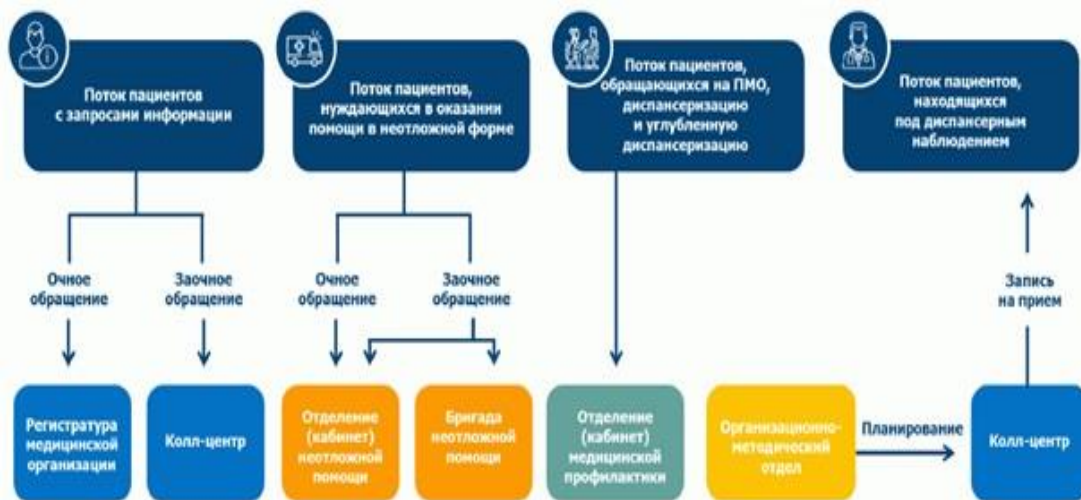 Поток пациентов
с запросами информации
Поток пациентов,
нуждающихся в оказании
помощи в неотложной форме
Поток пациентов,
обращающихся на ПМО,
диспансеризацию
и углубленную
диспансеризацию
Поток пациентов,
находящихся
под диспансерным
наблюдением
Очное
обращение
Заочное
обращение
Очное
обращение
Заочное
обращение
Запись
на прием
Регистратура
медицинской
организации
Колл-центр
Отделение
(кабинет)
неотложной
помощи
Бригада
неотложной
помощи
Отделение
(кабинет)
медицинской
профилактики
Организационно-
методический
отдел
Планирование
Колл-центр